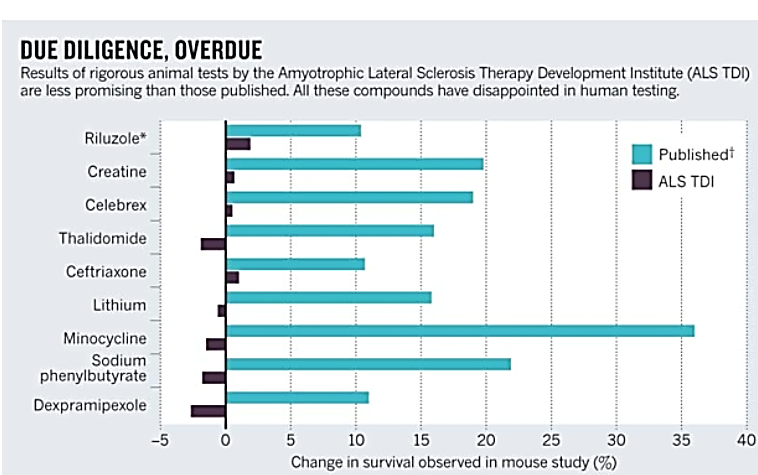 DUE DILIGENCE, OVERDUE
Results of rigorous animal tests by the Amyotrophic Lateral Sclerosis Therapy Development Institute (ALS TDI)
are less promising than those published. All these compounds have disappointed in human testing.
Riluzole*
Creatine
Celebrex
Thalidomide
Ceftriaxone
Lithium
Minocycline
Sodium
phenylbutyrate
Dexpramipexole
Published†
ALS TDI
–5 0 5 10 15 20 25 30 35 40
Change in survival observed in mouse study (%)